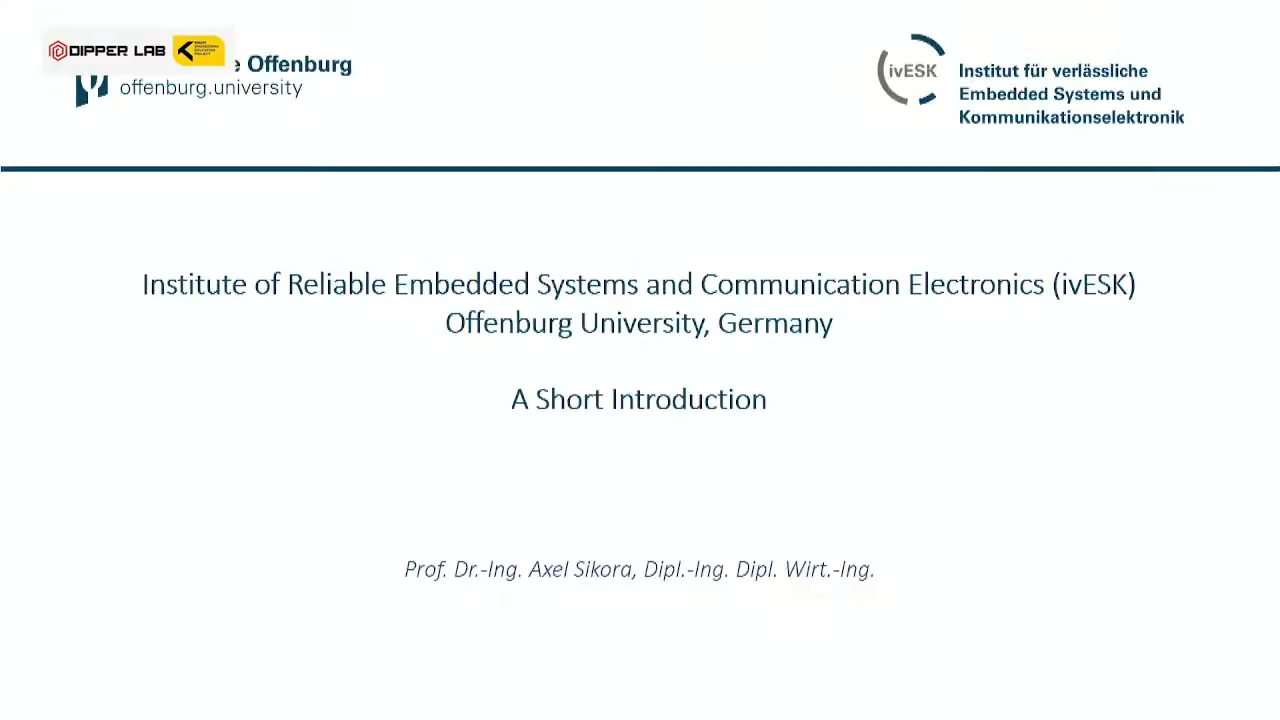 DIPPER LAB
e Offenburg
offenburg.university
ivESK
Institut für verlässliche
Embedded Systems und
Kommunikationselektronik
Institute of Reliable Embedded Systems and Communication Electronics (ivESK)
Offenburg University, Germany
A Short Introduction
Prof. Dr.-Ing. Axel Sikora, Dipl.-Ing. Dipl. Wirt.-Ing.